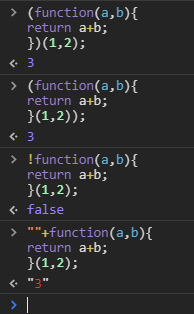 > (function(a,b){
return a+b;
})(1,2);
< 3
> (function(a,b){
return a+b;
}(1,2));
< 3
> !function(a,b){
return a+b;
}(1,2);
< false
> ""+function(a,b){
return a+b;
}(1,2);
< "3"
>